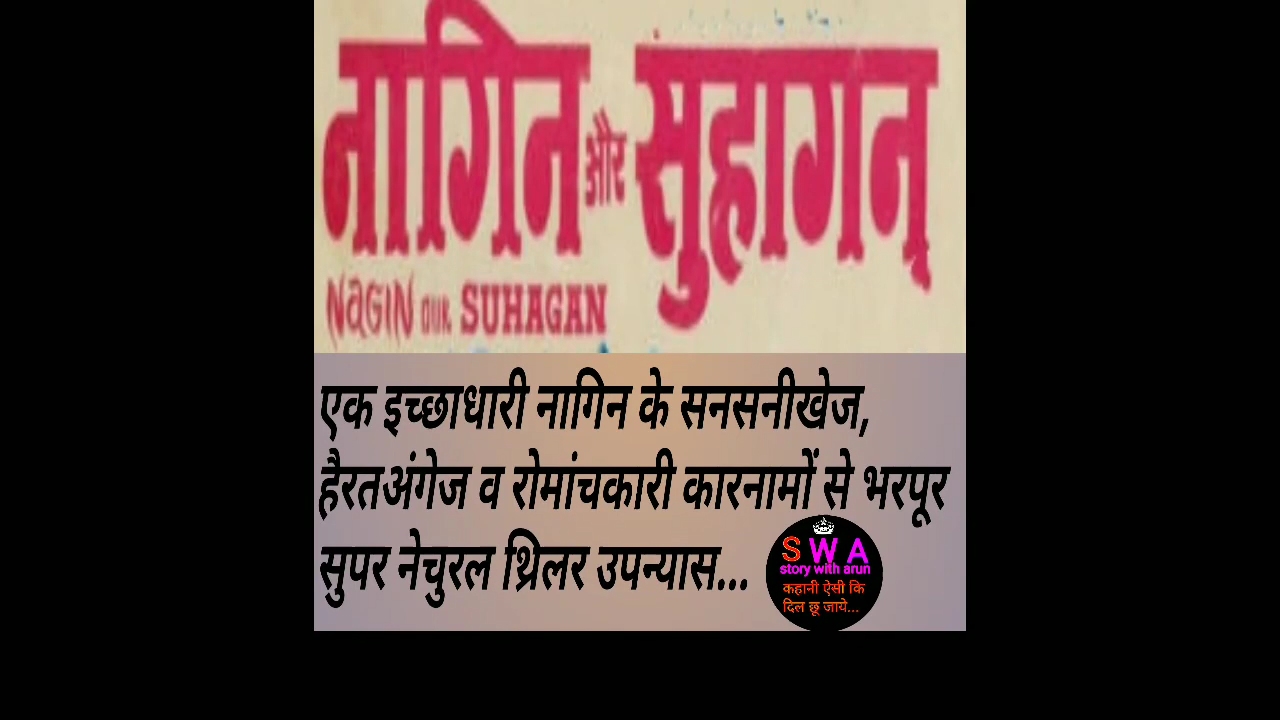 नागिन और सुहागन
NAGIN OUR SUHAGAN
एक इच्छाधारी नागिन के सनसनीखेज,
हैरतअंगेज व रोमांचकारी कारनामों से भरपूर
सुपर नेचुरल थ्रिलर उपन्यास...
S W A
story with arun
कहानी ऐसी कि
दिल छू जाये...